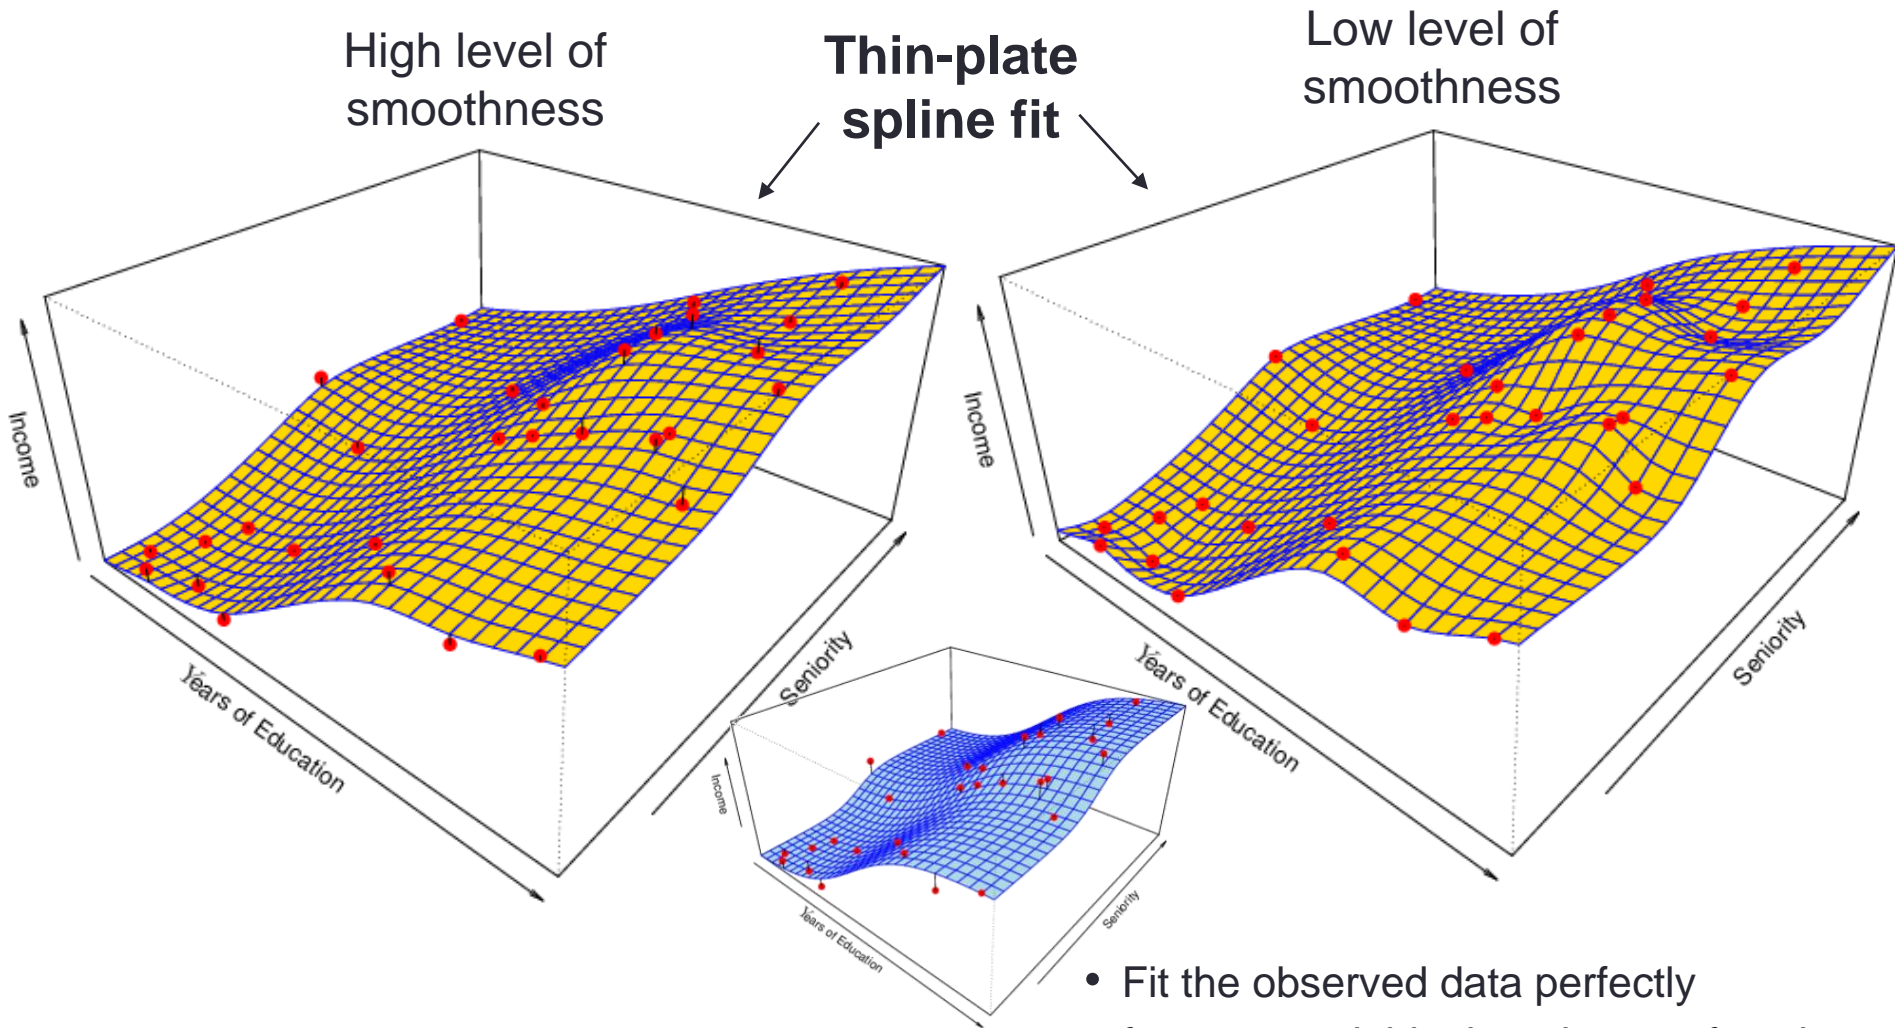 High level of
smoothness
Thin-plate
spline fit
Low level of
smoothness
Income
Years of Education
Seniority
Income
Years of Education
Seniority
Income
Years of Education
Seniority
• Fit the observed data perfectly